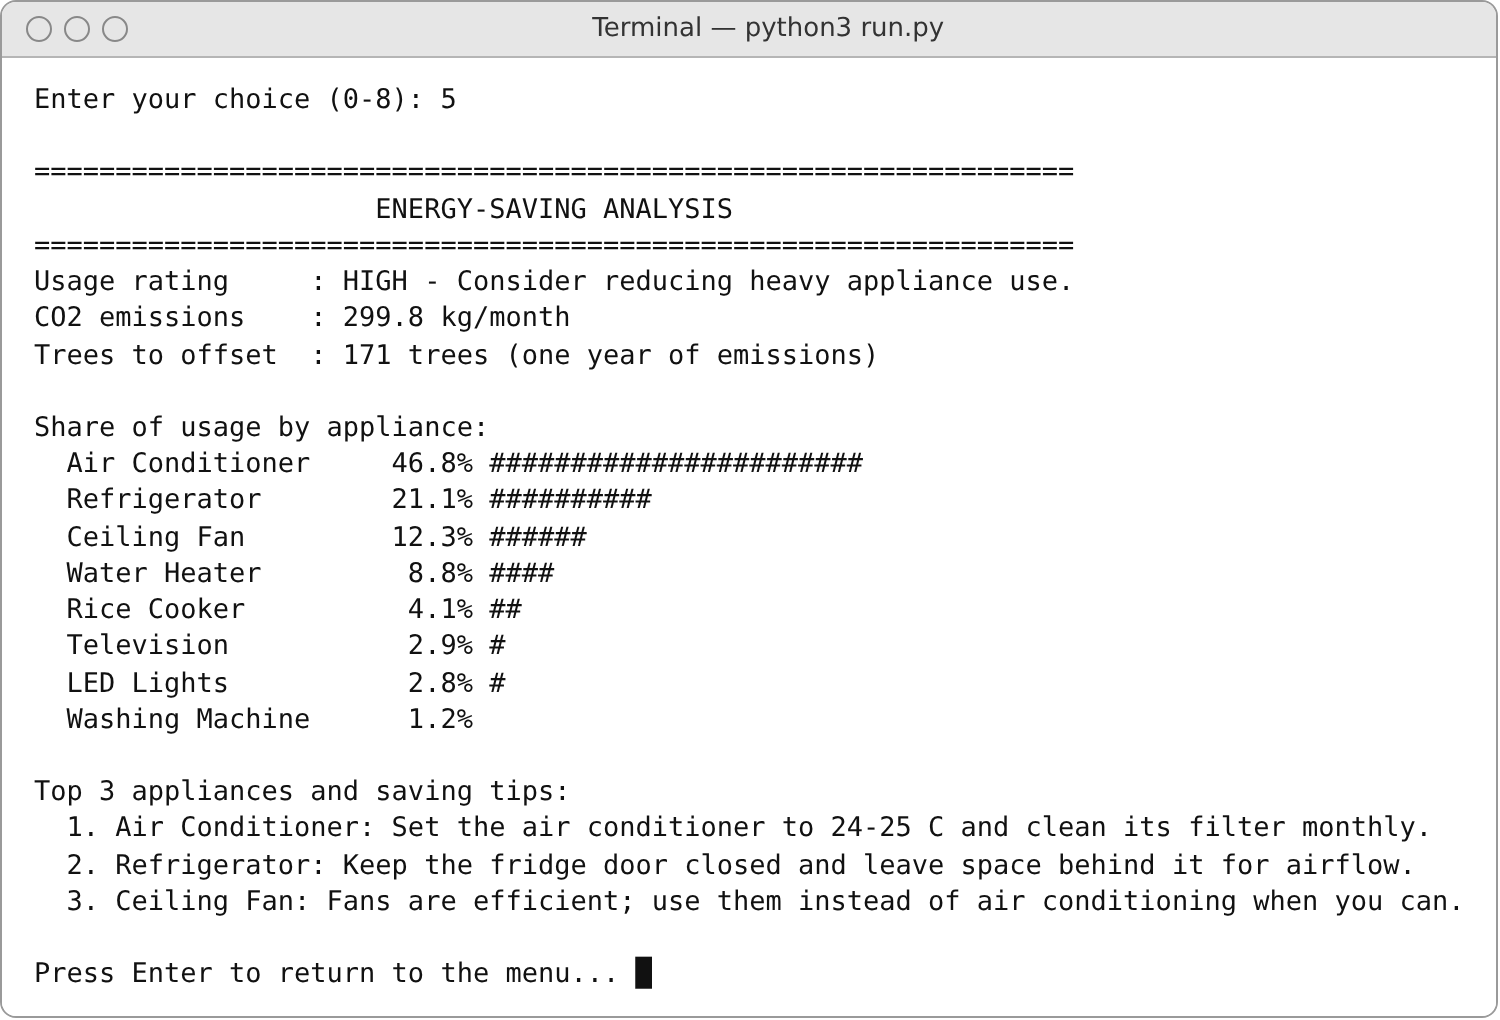 Terminal — python3 run.py
Enter your choice (0-8): 5
================================================================
                     ENERGY-SAVING ANALYSIS
================================================================
Usage rating     : HIGH - Consider reducing heavy appliance use.
CO2 emissions    : 299.8 kg/month
Trees to offset  : 171 trees (one year of emissions)

Share of usage by appliance:
  Air Conditioner     46.8% #######################
  Refrigerator        21.1% ##########
  Ceiling Fan         12.3% ######
  Water Heater         8.8% ####
  Rice Cooker          4.1% ##
  Television           2.9% #
  LED Lights           2.8% #
  Washing Machine      1.2%

Top 3 appliances and saving tips:
  1. Air Conditioner: Set the air conditioner to 24-25 C and clean its filter monthly.
  2. Refrigerator: Keep the fridge door closed and leave space behind it for airflow.
  3. Ceiling Fan: Fans are efficient; use them instead of air conditioning when you can.

Press Enter to return to the menu...